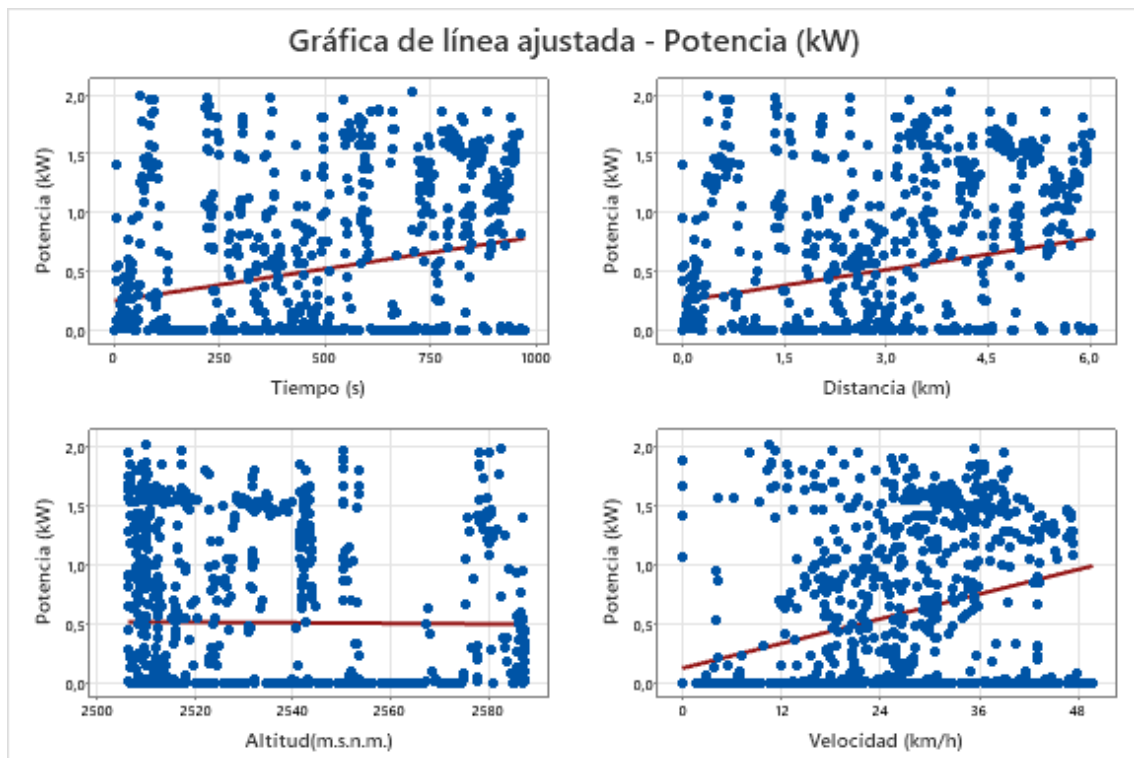 Gráfica de línea ajustada - Potencia (kW)
Potencia (kW)
2,0
1,5
1,0
0,5
0,0
0 250 500 750 1000
Tiempo (s)
Potencia (kW)
2,0
1,5
1,0
0,5
0,0
0,0 1,5 3,0 4,5 6,0
Distancia (km)
Potencia (kW)
2,0
1,5
1,0
0,5
0,0
2500 2520 2540 2560 2580
Altitud(m.s.n.m.)
Potencia (kW)
2,0
1,5
1,0
0,5
0,0
0 12 24 36 48
Velocidad (km/h)